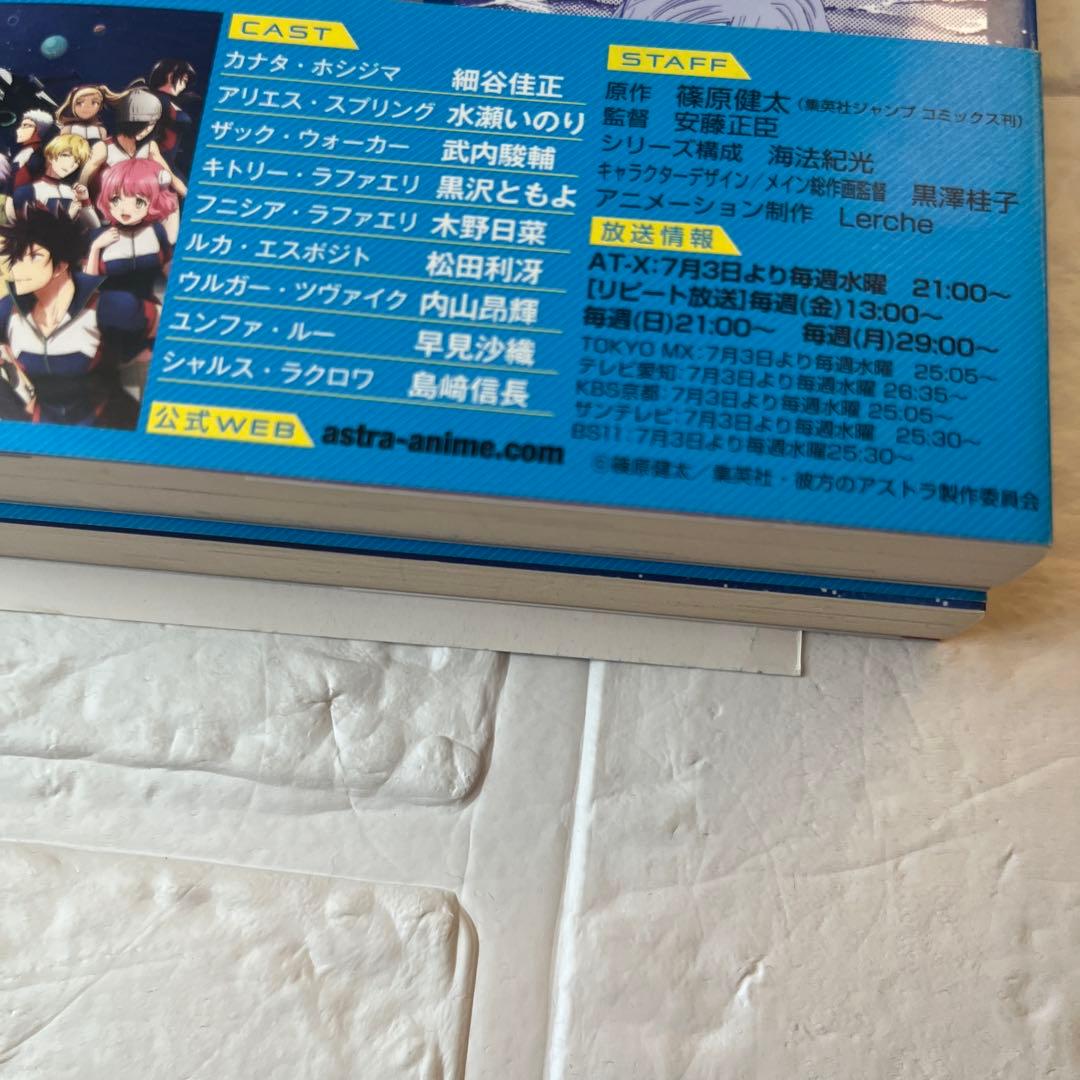 CAST
カナタ・ホシジマ 細谷佳正
アリエス・スプリング 水瀬いのり
ザック・ウォーカー 武内駿輔
キトリー・ラファエリ 黒沢ともよ
フニシア・ラファエリ 木野日菜
ルカ・エスポジト 松田利冴
ウルガー・ツヴァイク 内山昂輝
ユンファ・ルー 早見沙織
シャルス・ラクロワ 島﨑信長
公式WEB astra-anime.com
STAFF
原作 篠原健太(集英社ジャンプ コミックス刊)
監督 安藤正臣
シリーズ構成 海法紀光
キャラクターデザイン/メイン総作画監督 黒澤桂子
アニメーション制作 Lerche
放送情報
AT-X:7月3日より毎週水曜 21:00~
[リピート放送]毎週(金)13:00~
毎週(日)21:00~ 毎週(月)29:00~
TOKYO MX:7月3日より毎週水曜 25:05~
テレビ愛知:7月3日より毎週水曜 26:35~
KBS京都:7月3日より毎週水曜 25:05~
サンテレビ:7月3日より毎週水曜 25:30~
BS11:7月3日より毎週水曜25:30~
©篠原健太/集英社・彼方のアストラ製作委員会